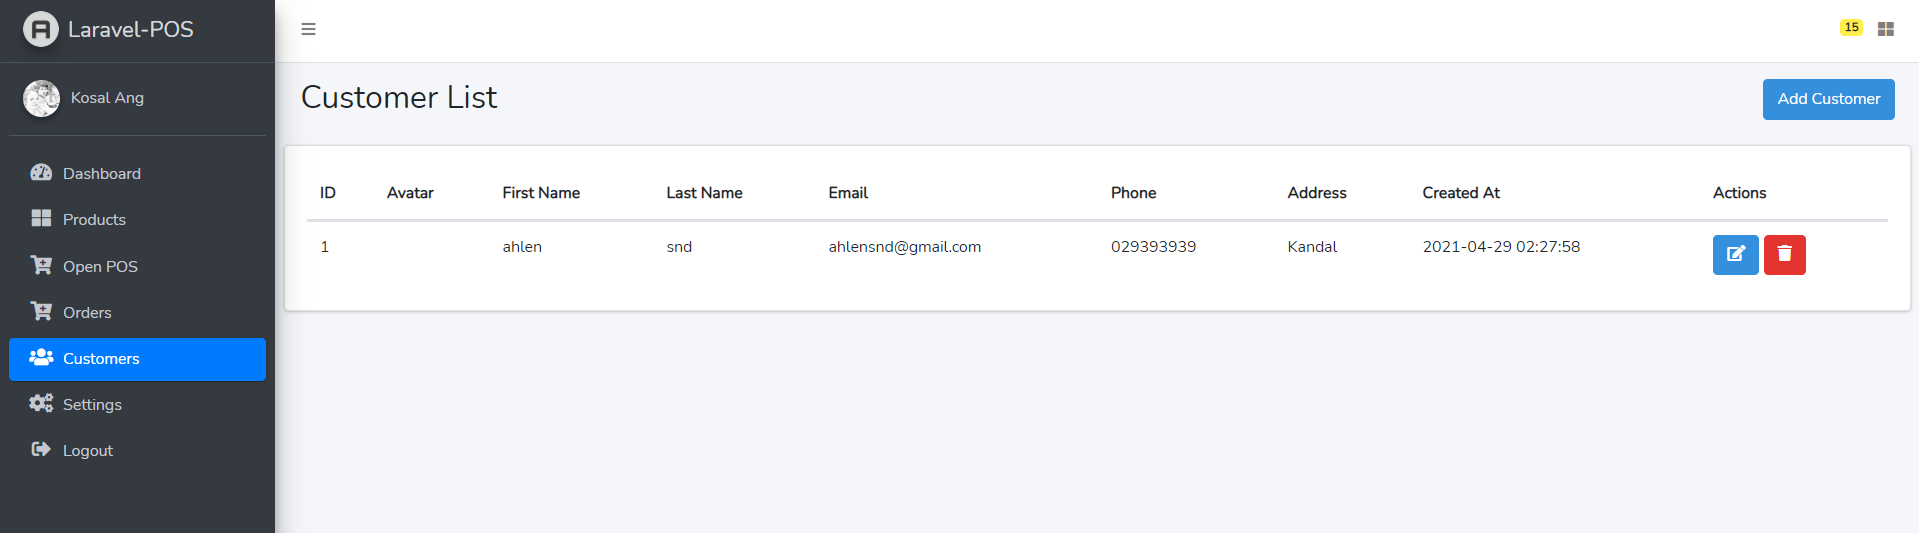 Laravel-POS
15
Kosal Ang
Customer List
Add Customer
Dashboard
Products
Open POS
Orders
Customers
Settings
Logout
ID Avatar First Name Last Name Email Phone Address Created At Actions
1 ahlen snd ahlensnd@gmail.com 029393939 Kandal 2021-04-29 02:27:58